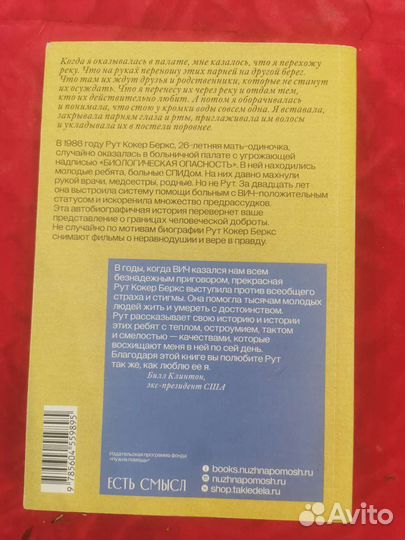 Когда я оказывалась в палате, мне казалось, что я перехожу
реку. Что на руках переношу этих парней на другой берег.
Что там их ждут друзья и родственники, которые не станут
их осуждать. Что я перенесу их через реку и отдам тем,
кто их действительно любит. А потом я оборачивалась
и понимала, что стою у кромки воды совсем одна. Я вставала,
закрывала парням глаза и рты, приглаживала им волосы
и укладывала их в постели поровнее.
В 1986 году Рут Кокер Беркс, 26-летняя мать-одиночка,
случайно оказалась в больничной палате с угрожающей
надписью «БИОЛОГИЧЕСКАЯ ОПАСНОСТЬ». В ней находились
молодые ребята, больные СПИДом. На них давно махнули
рукой врачи, медсестры, родные. Но не Рут. За двадцать лет
она выстроила систему помощи больным с ВИЧ-положительным
статусом и искоренила множество предрассудков.
Эта автобиографичная история перевернет ваше
представление о границах человеческой доброты.
Не случайно по мотивам биографии Рут Кокер Беркс
снимают фильмы о неравнодушии и вере в правду.
В годы, когда ВИЧ казался нам всем
безнадежным приговором, прекрасная
Рут Кокер Беркс выступила против всеобщего
страха и стигмы. Она помогла тысячам молодых
людей жить и умереть с достоинством.
Рут рассказывает свою историю и истории
этих ребят с теплом, остроумием, тактом
и смелостью — качествами, которые
восхищают меня в ней по сей день.
Благодаря этой книге вы полюбите Рут
так же, как люблю ее я.
Билл Клинтон,
экс-президент США
Издательская программа фонда
«Нужна помощь»
ЕСТЬ СМЫСЛ
books.nuzhnapomosh.ru
nuzhnapomosh.ru
shop.takiedela.ru
9 785604 559895
Avito